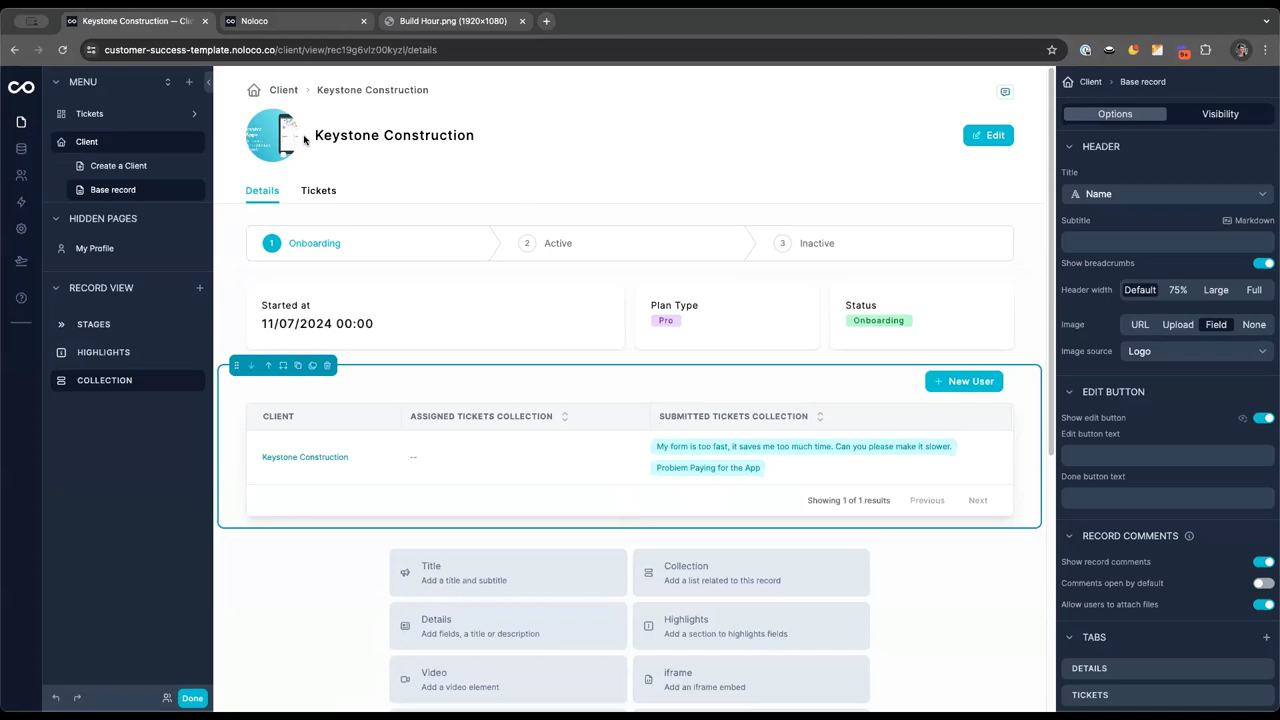 Keystone Construction — Cli
Noloco
Build Hour.png (1920×1080)
customer-success-template.noloco.co/client/view/rec19g6vlz00kyzl/details
9+
MENU
Tickets
Client
Create a Client
Base record
HIDDEN PAGES
My Profile
RECORD VIEW
STAGES
HIGHLIGHTS
COLLECTION
Done
Client
Keystone Construction
Keystone Construction
Edit
Details
Tickets
1 Onboarding
2 Active
3 Inactive
Started at
11/07/2024 00:00
Plan Type
Pro
Status
Onboarding
New User
CLIENT
ASSIGNED TICKETS COLLECTION
SUBMITTED TICKETS COLLECTION
Keystone Construction
--
My form is too fast, it saves me too much time. Can you please make it slower.
Problem Paying for the App
Showing 1 of 1 results
Previous
Next
Title
Add a title and subtitle
Collection
Add a list related to this record
Details
Add fields, a title or description
Highlights
Add a section to highlights fields
Video
Add a video element
iframe
Add an iframe embed
Client
Base record
Options
Visibility
HEADER
Title
Name
Subtitle
Markdown
Show breadcrumbs
Header width
Default
75%
Large
Full
Image
URL
Upload
Field
None
Image source
Logo
EDIT BUTTON
Show edit button
Edit button text
Done button text
RECORD COMMENTS
Show record comments
Comments open by default
Allow users to attach files
TABS
DETAILS
TICKETS